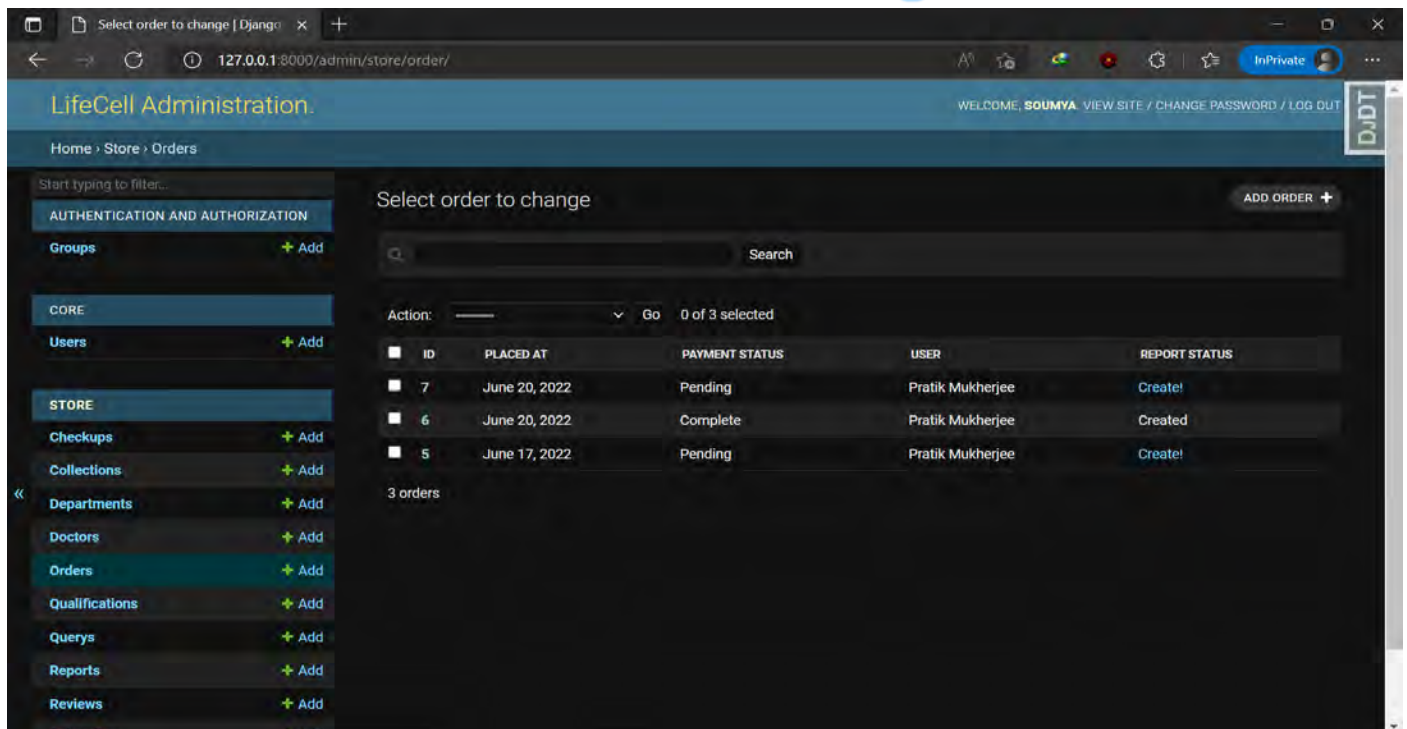 Select order to change | Django
127.0.0.1:8000/admin/store/order/
InPrivate
LifeCell Administration.
WELCOME, SOUMYA. VIEW SITE / CHANGE PASSWORD / LOG OUT
DJDT
Home › Store › Orders
Start typing to filter...
AUTHENTICATION AND AUTHORIZATION
Groups + Add
CORE
Users + Add
STORE
Checkups + Add
Collections + Add
Departments + Add
Doctors + Add
Orders + Add
Qualifications + Add
Querys + Add
Reports + Add
Reviews + Add
«
Select order to change
ADD ORDER +
Search
Action: --------- Go 0 of 3 selected
ID PLACED AT PAYMENT STATUS USER REPORT STATUS
7 June 20, 2022 Pending Pratik Mukherjee Create!
6 June 20, 2022 Complete Pratik Mukherjee Created
5 June 17, 2022 Pending Pratik Mukherjee Create!
3 orders